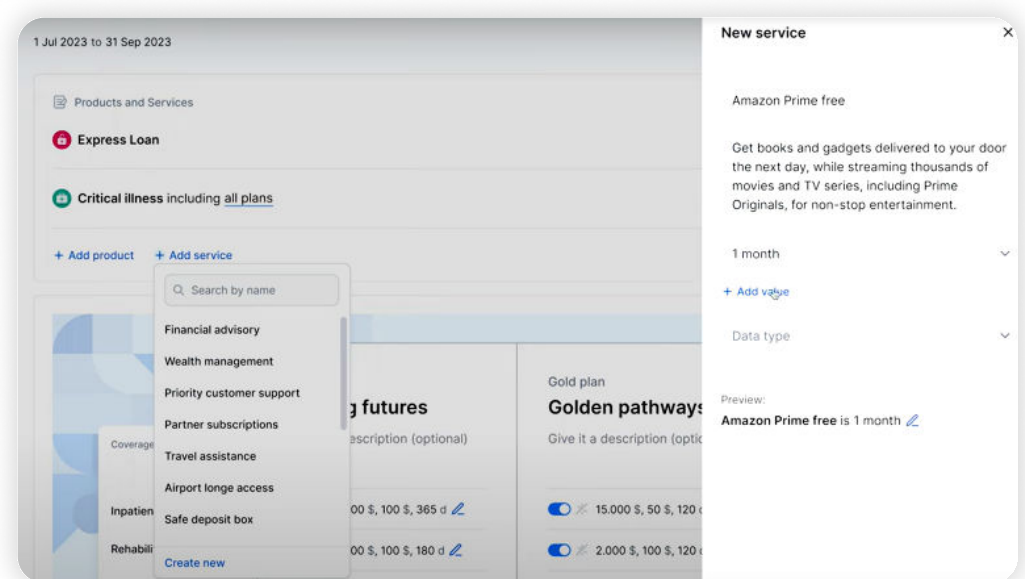 1 Jul 2023 to 31 Sep 2023
Products and Services
Express Loan
Critical illness including all plans
+ Add product + Add service
Search by name
Financial advisory
Wealth management
Priority customer support
Partner subscriptions
Travel assistance
Airport longe access
Safe deposit box
Create new
Coverage
Inpatien
Rehabili
g futures
escription (optional)
00 $, 100 $, 365 d
00 $, 100 $, 180 d
Gold plan
Golden pathways
Give it a description (optio
15.000 $, 50 $, 120
2.000 $, 100 $, 120
New service
Amazon Prime free
Get books and gadgets delivered to your door
the next day, while streaming thousands of
movies and TV series, including Prime
Originals, for non-stop entertainment.
1 month
+ Add value
Data type
Preview:
Amazon Prime free is 1 month